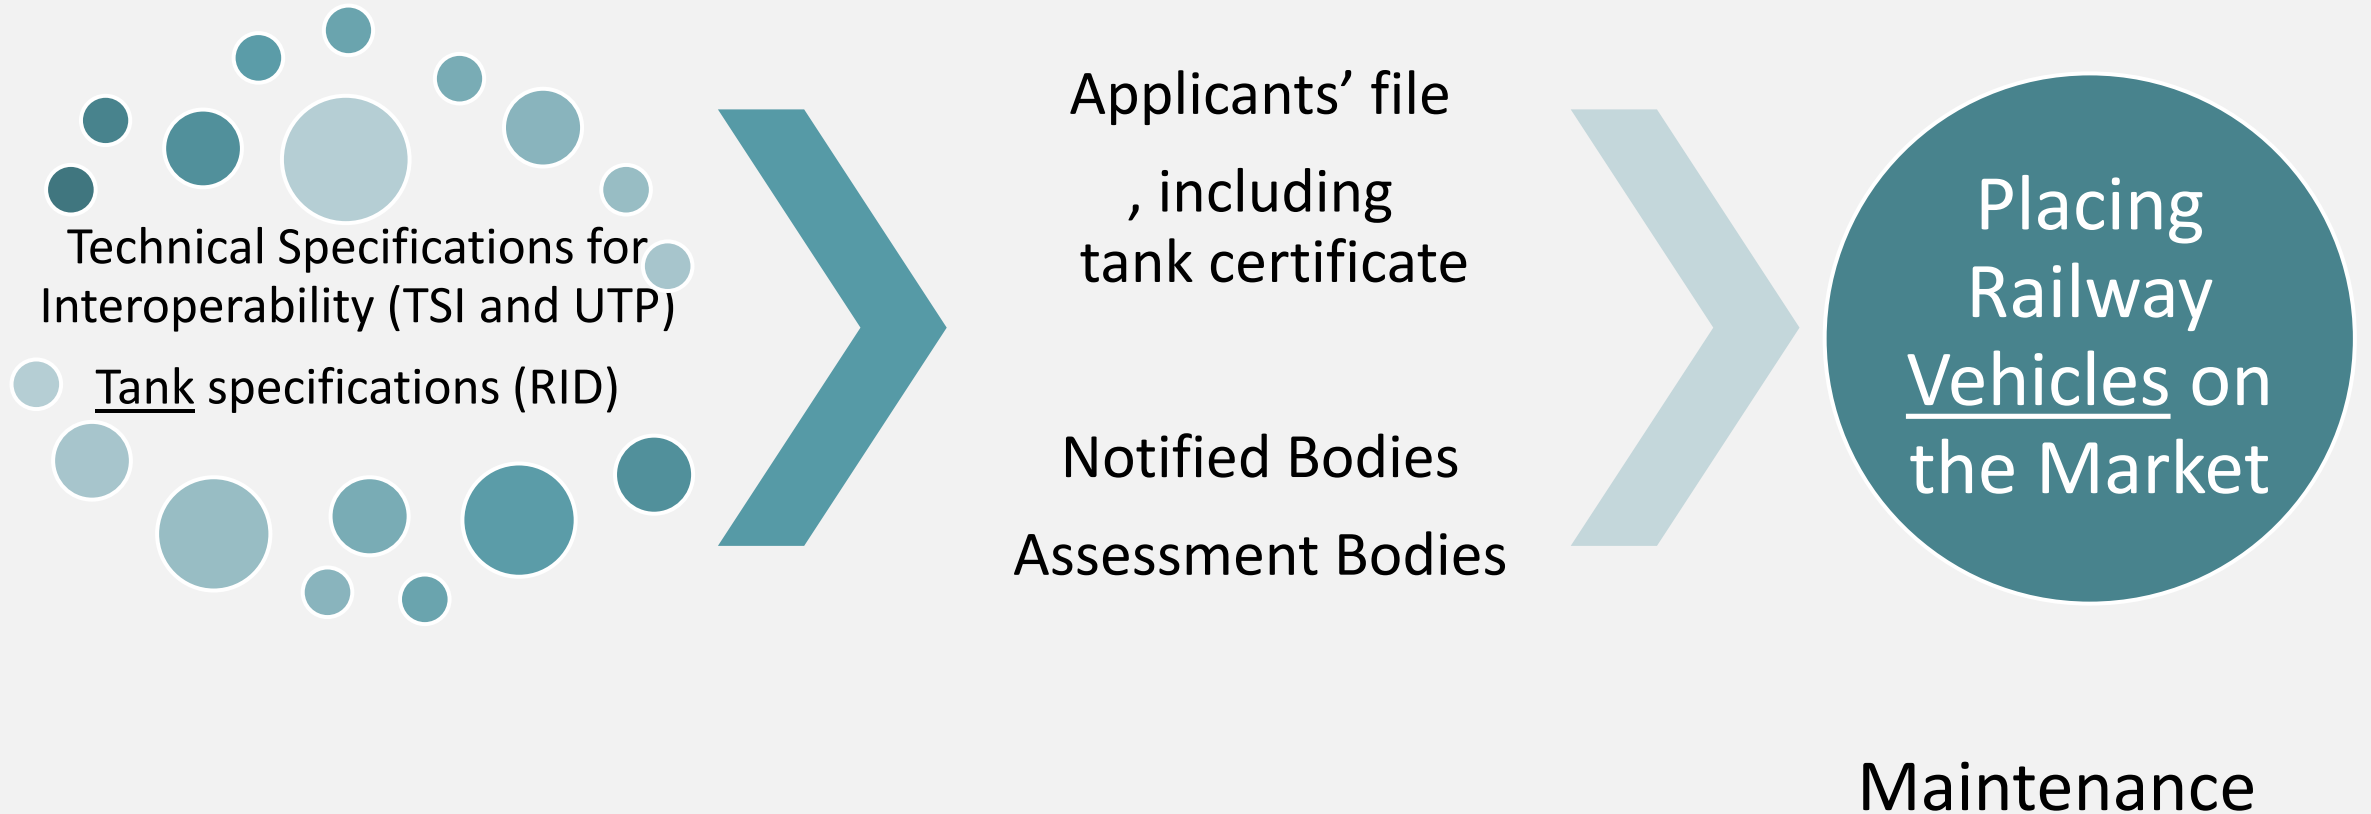 Technical Specifications for
Interoperability (TSI and UTP)
Tank specifications (RID)
Applicants’ file
, including
tank certificate
Notified Bodies
Assessment Bodies
Placing
Railway
Vehicles on
the Market
Maintenance